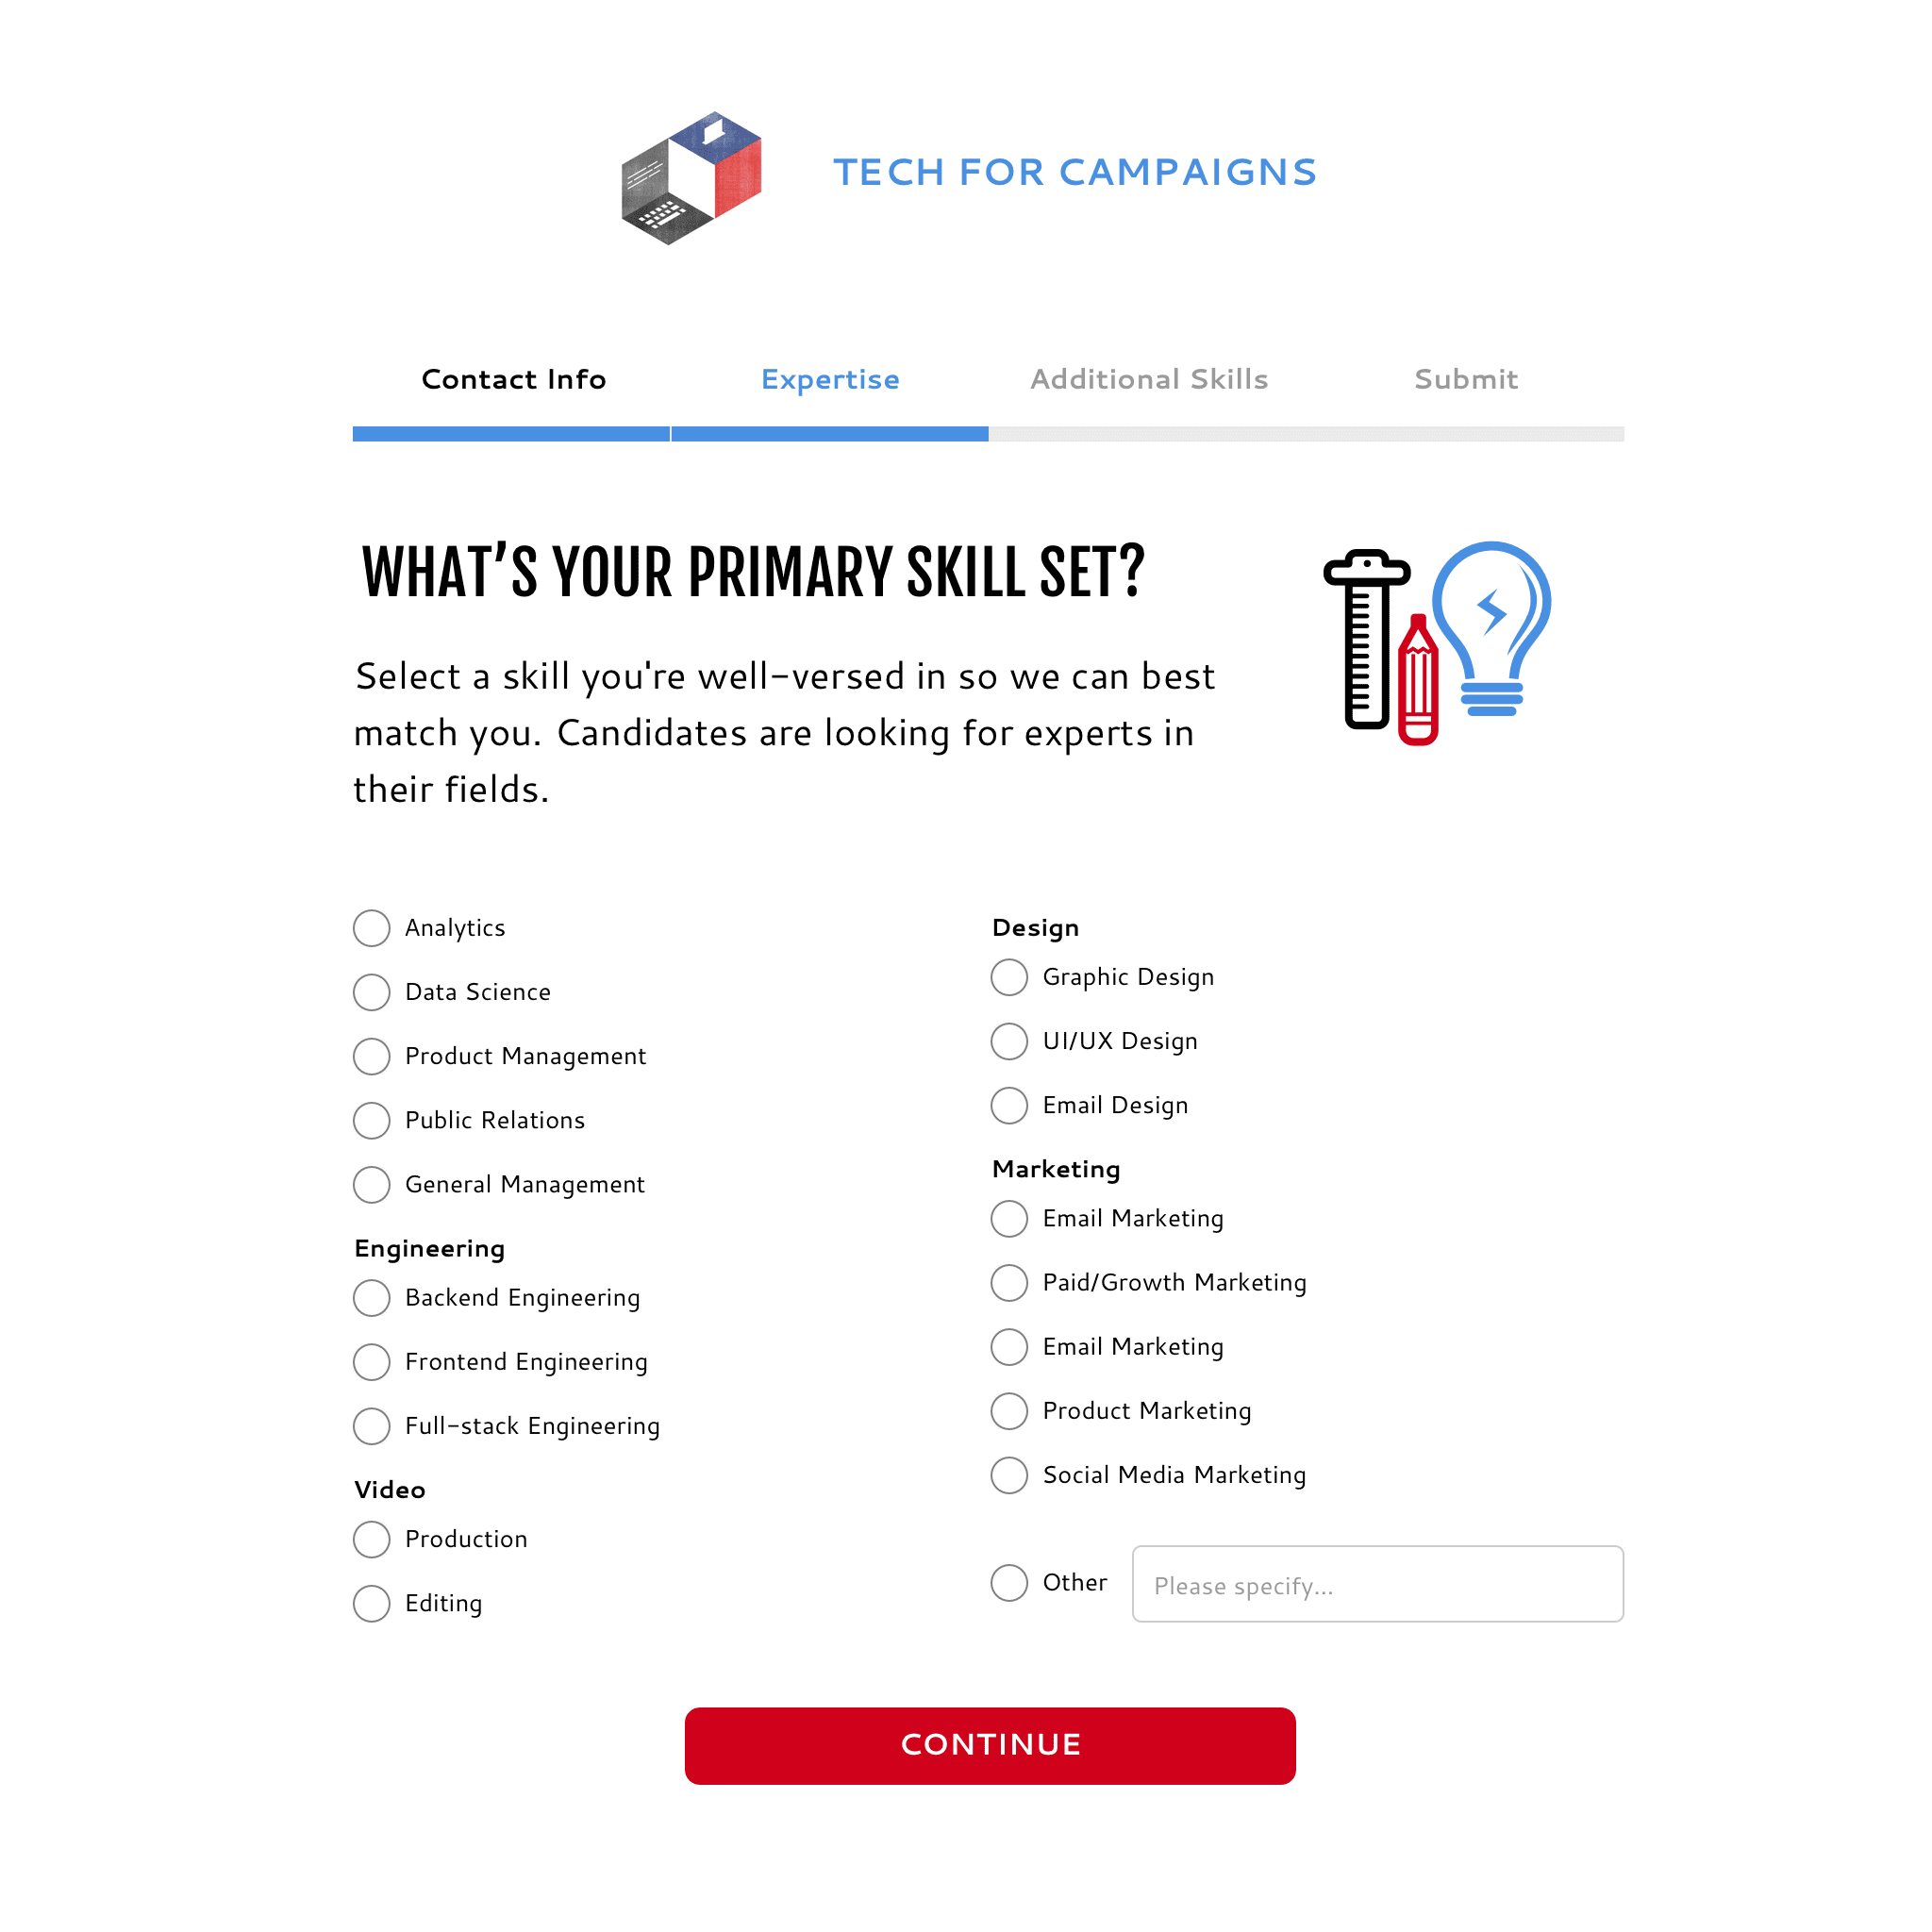 TECH FOR CAMPAIGNS
Contact Info
Expertise
Addtional Skills
Submit
WHAT'S YOUR PRIMARY SKILL SET?
Select a skill you're well-versed in so we can best
match you. Candidates are looking for experts in
their fields.
Analytics
Data Science
Product Management
Public Relations
General Management
Engineering
Backend Engineering
Frontend Engineering
Full-stack Engineering
Video
Production
Editing
Design
Graphic Design
UI/UX Design
Email Design
Marketing
Email Marketing
Paid/Growth Marketing
Email Marketing
Product Marketing
Social Media Marketing
Other
Please specify...
CONTINUE